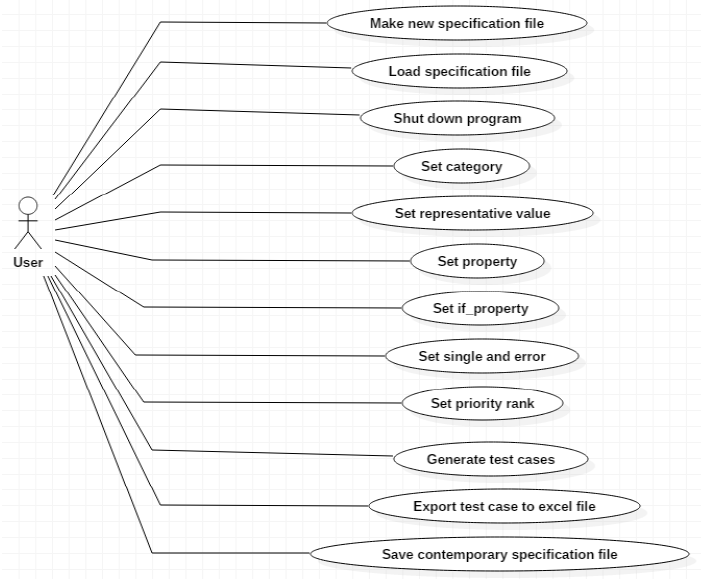 Make new specification file
Load specification file
Shut down program
Set category
Set representative value
User
Set property
Set if_property
Set single and error
Set priority rank
Generate test cases
Export test case to excel file
Save contemporary specification file